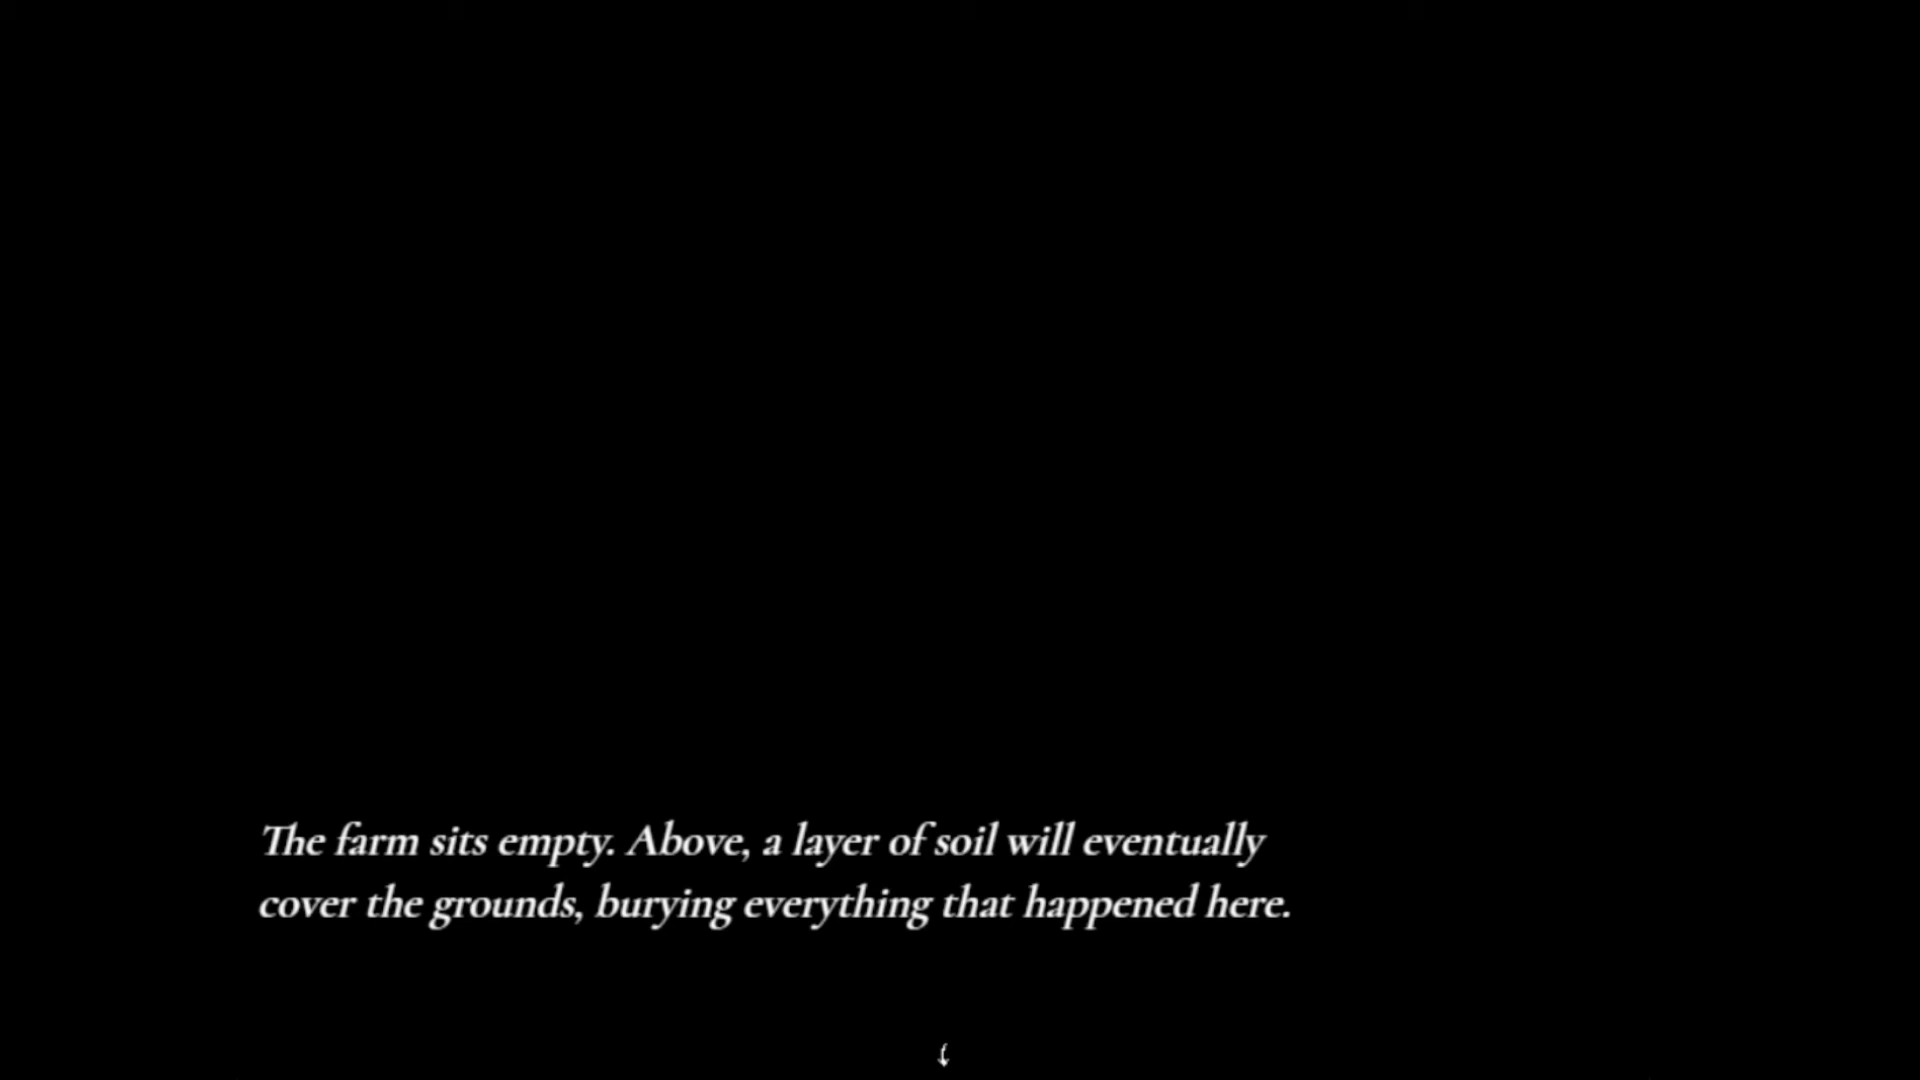 The farm sits empty. Above, a layer of soil will eventually
cover the grounds, burying everything that happened here.